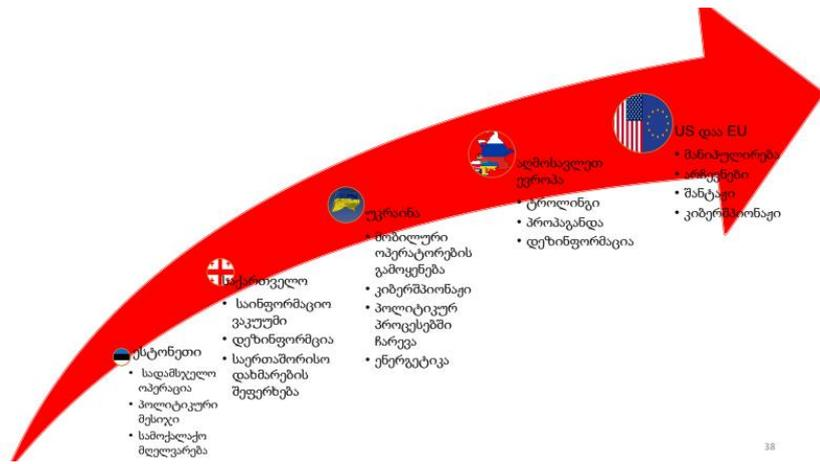 ესტონეთი
• სადამსჯელო
ოპერაცია
• პოლიტიკური
მესიჯი
• სამოქალაქო
მღელვარება
საქართველო
• საინფორმაციო
ვაკუუმი
• დეზინფორმცია
• საერთაშორისო
დახმარების
შეფერხება
უკრაინა
• მობილური
ოპერატორების
გამოყენება
• კიბერშპიონაჟი
• პოლიტიკურ
პროცესებში
ჩარევა
• ენერგეტიკა
აღმოსავლეთ
ევროპა
• ტროლინგი
• პროპაგანდა
• დეზინფორმაცია
US დაა EU
• მანიპულირება
• არჩევნები
• შანტაჟი
• კიბერშპიონაჟი
38